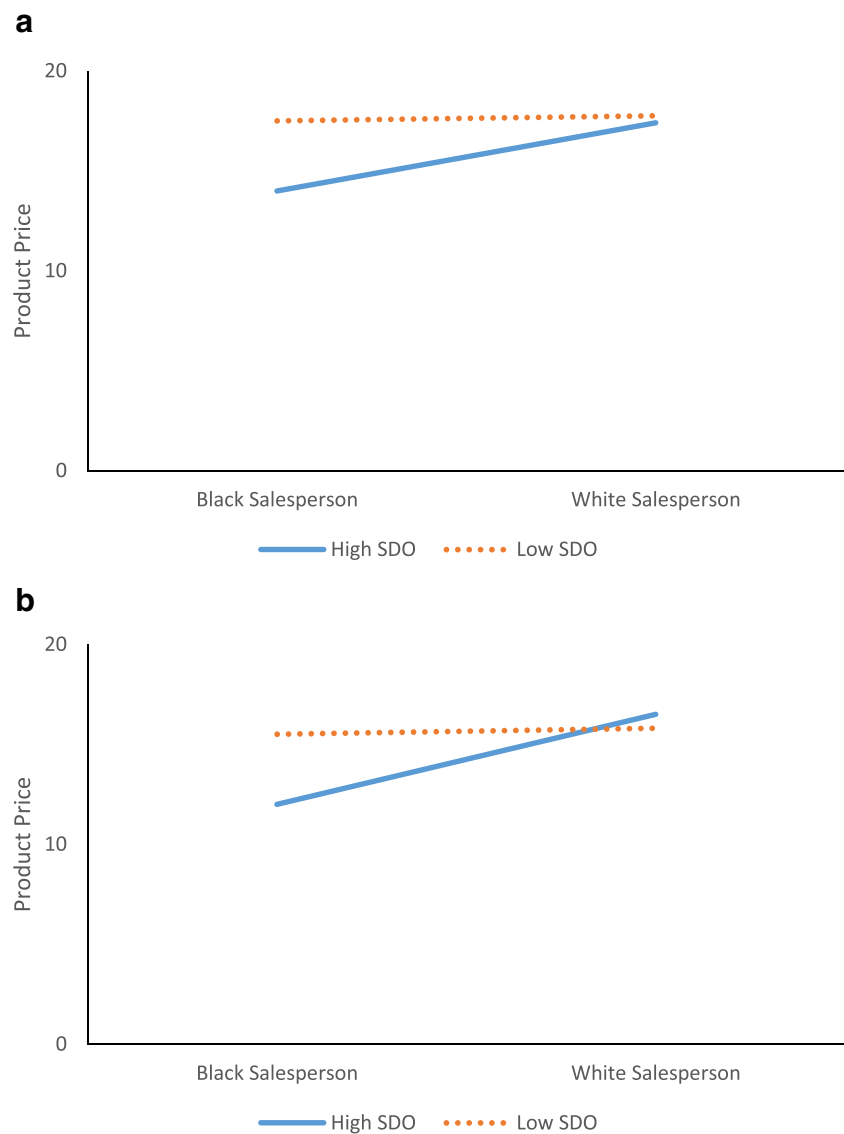 a
20
10
0
Product Price
Black Salesperson White Salesperson
High SDO Low SDO
b
20
10
0
Product Price
Black Salesperson White Salesperson
High SDO Low SDO